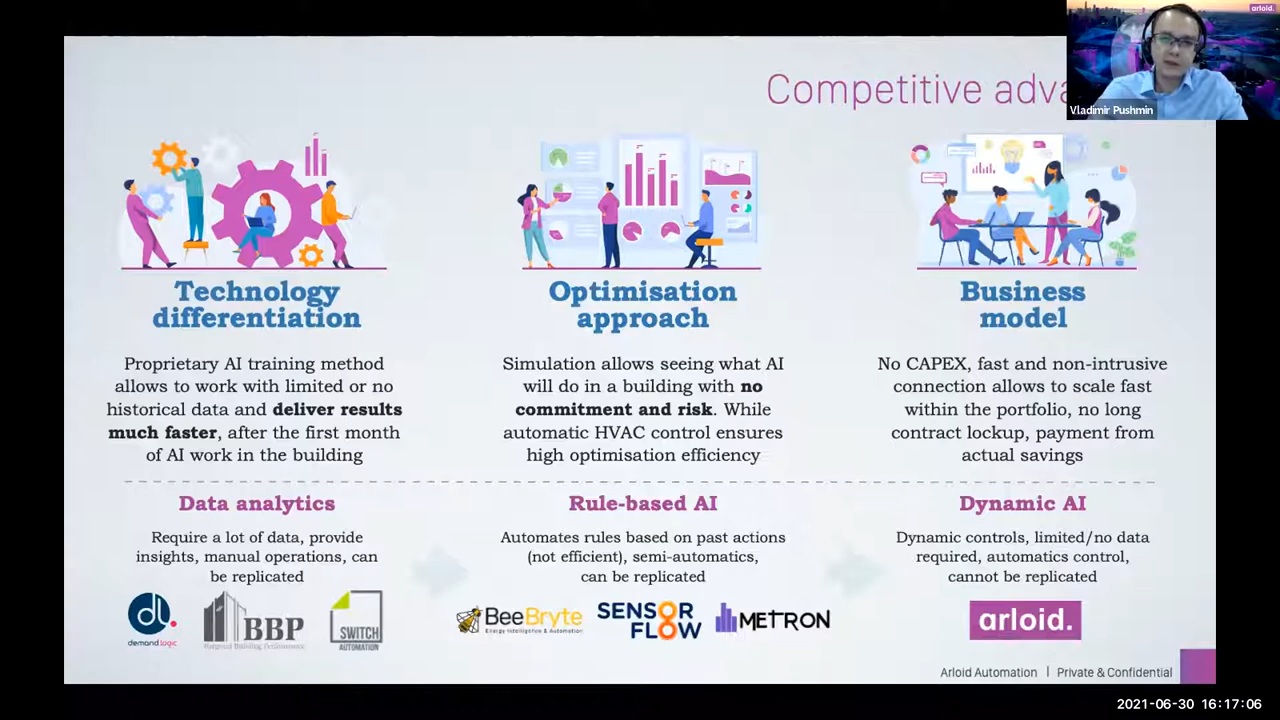 arloid.
Vladimir Pushmin
Competitive adva
Technology
differentiation
Proprietary AI training method
allows to work with limited or no
historical data and deliver results
much faster, after the first month
of AI work in the building
Optimisation
approach
Simulation allows seeing what AI
will do in a building with no
commitment and risk. While
automatic HVAC control ensures
high optimisation efficiency
Business
model
No CAPEX, fast and non-intrusive
connection allows to scale fast
within the portfolio, no long
contract lockup, payment from
actual savings
Data analytics
Require a lot of data, provide
insights, manual operations, can
be replicated
dl.
demand logic
BBP
SWITCH
AUTOMATION
Rule-based AI
Automates rules based on past actions
(not efficient), semi-automatics,
can be replicated
BeeBryte
Energy Intelligence & Automation
SENSOR
FLOW
METRON
Dynamic AI
Dynamic controls, limited/no data
required, automatics control,
cannot be replicated
arloid.
Arloid Automation | Private & Confidential
2021-06-30 16:17:06